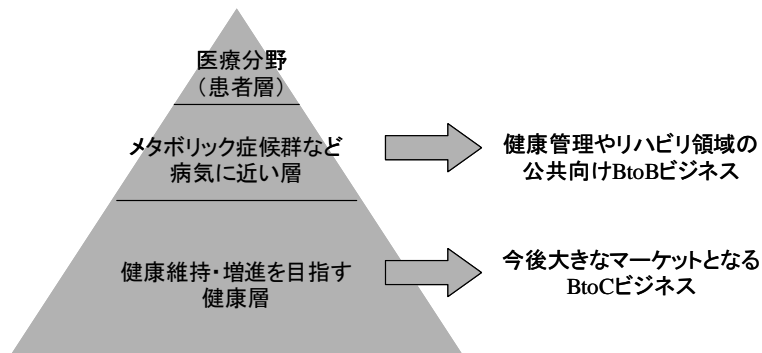 医療分野
（患者層）
メタボリック症候群など
病気に近い層
健康管理やリハビリ領域の
公共向けBtoBビジネス
健康維持・増進を目指す
健康層
今後大きなマーケットとなる
BtoCビジネス